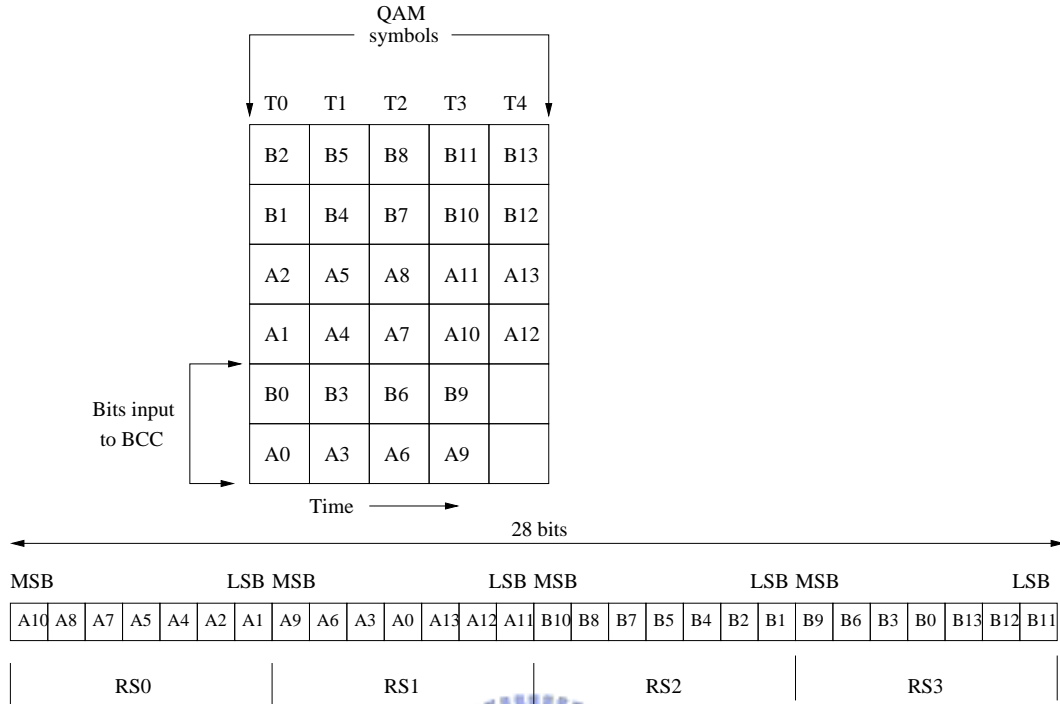 QAM
symbols
T0 T1 T2 T3 T4
B2 B5 B8 B11 B13
B1 B4 B7 B10 B12
A2 A5 A8 A11 A13
A1 A4 A7 A10 A12
B0 B3 B6 B9
A0 A3 A6 A9
Bits input
to BCC
Time
28 bits
MSB LSB MSB LSB MSB LSB MSB LSB
A10 A8 A7 A5 A4 A2 A1 A9 A6 A3 A0 A13 A12 A11 B10 B8 B7 B5 B4 B2 B1 B9 B6 B3 B0 B13 B12 B11
RS0 RS1 RS2 RS3